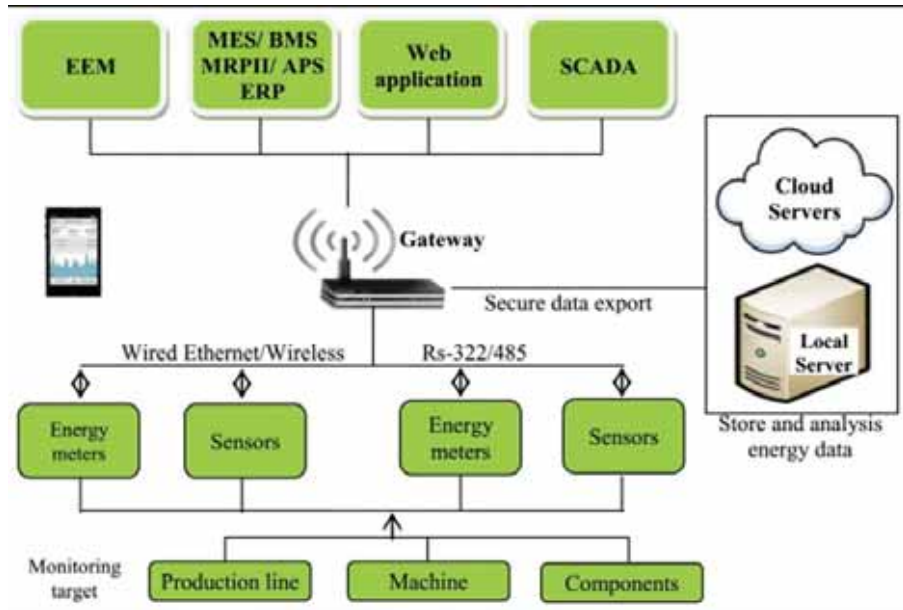 EEM
MES/ BMS
MRPII/ APS
ERP
Web
application
SCADA
Cloud
Servers
Gateway
Secure data export
Local
Server
Wired Ethernet/Wireless
Rs-322/485
Store and analysis
energy data
Energy
meters
Sensors
Energy
meters
Sensors
Monitoring
target
Production line
Machine
Components